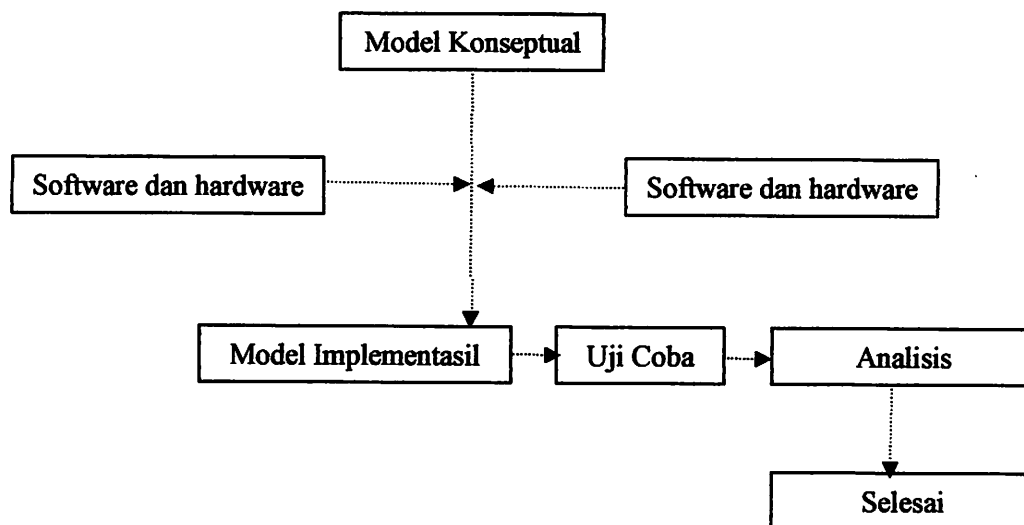 Model Konseptual
Software dan hardware
Software dan hardware
Model Implementasil
Uji Coba
Analisis
Selesai